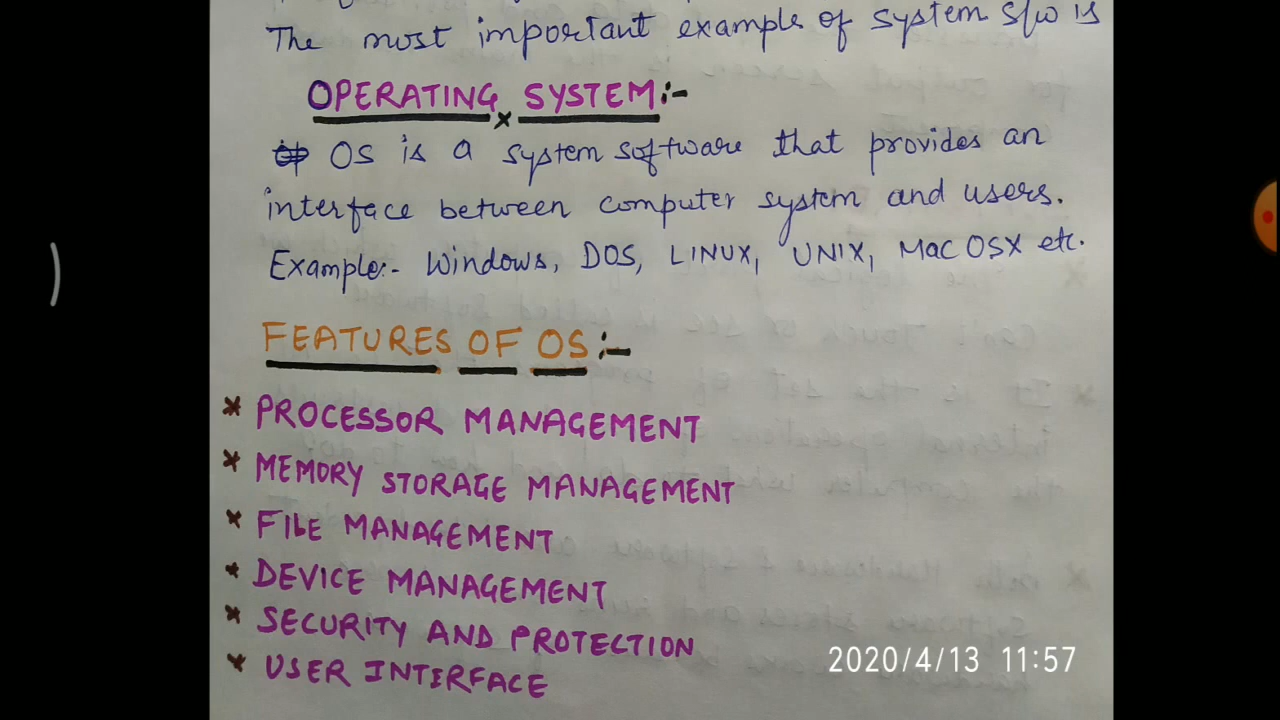 The most important example of system s/w is
OPERATING SYSTEM:-
OS is a system software that provides an
interface between computer system and users.
Example:- Windows, DOS, LINUX, UNIX, Mac OSX etc.
FEATURES OF OS:-
* PROCESSOR MANAGEMENT
* MEMORY STORAGE MANAGEMENT
* FILE MANAGEMENT
* DEVICE MANAGEMENT
* SECURITY AND PROTECTION
* USER INTERFACE
2020/4/13 11:57